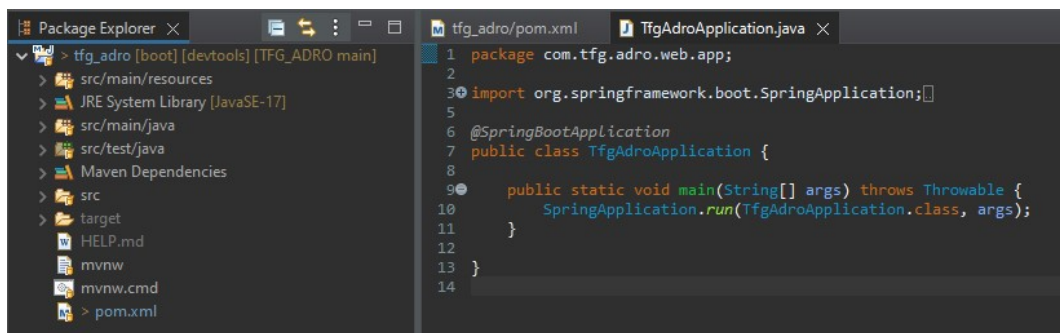 Package Explorer
> tfg_adro [boot] [devtools] [TFG_ADRO main]
src/main/resources
JRE System Library [JavaSE-17]
src/main/java
src/test/java
Maven Dependencies
src
target
HELP.md
mvnw
mvnw.cmd
> pom.xml
tfg_adro/pom.xml
TfgAdroApplication.java
1 package com.tfg.adro.web.app;
2
3 import org.springframework.boot.SpringApplication;
5
6 @SpringBootApplication
7 public class TfgAdroApplication {
8
9 public static void main(String[] args) throws Throwable {
10 SpringApplication.run(TfgAdroApplication.class, args);
11 }
12
13 }
14